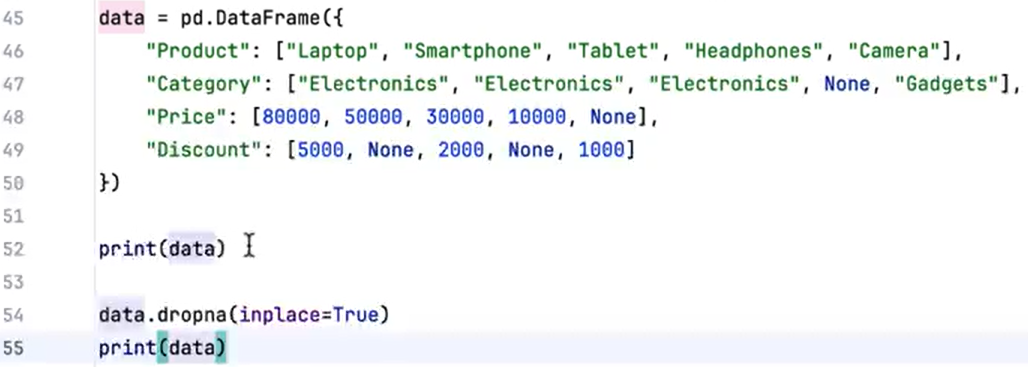 45 data = pd.DataFrame({
46 "Product": ["Laptop", "Smartphone", "Tablet", "Headphones", "Camera"],
47 "Category": ["Electronics", "Electronics", "Electronics", None, "Gadgets"],
48 "Price": [80000, 50000, 30000, 10000, None],
49 "Discount": [5000, None, 2000, None, 1000]
50 })
51
52 print(data)
53
54 data.dropna(inplace=True)
55 print(data)